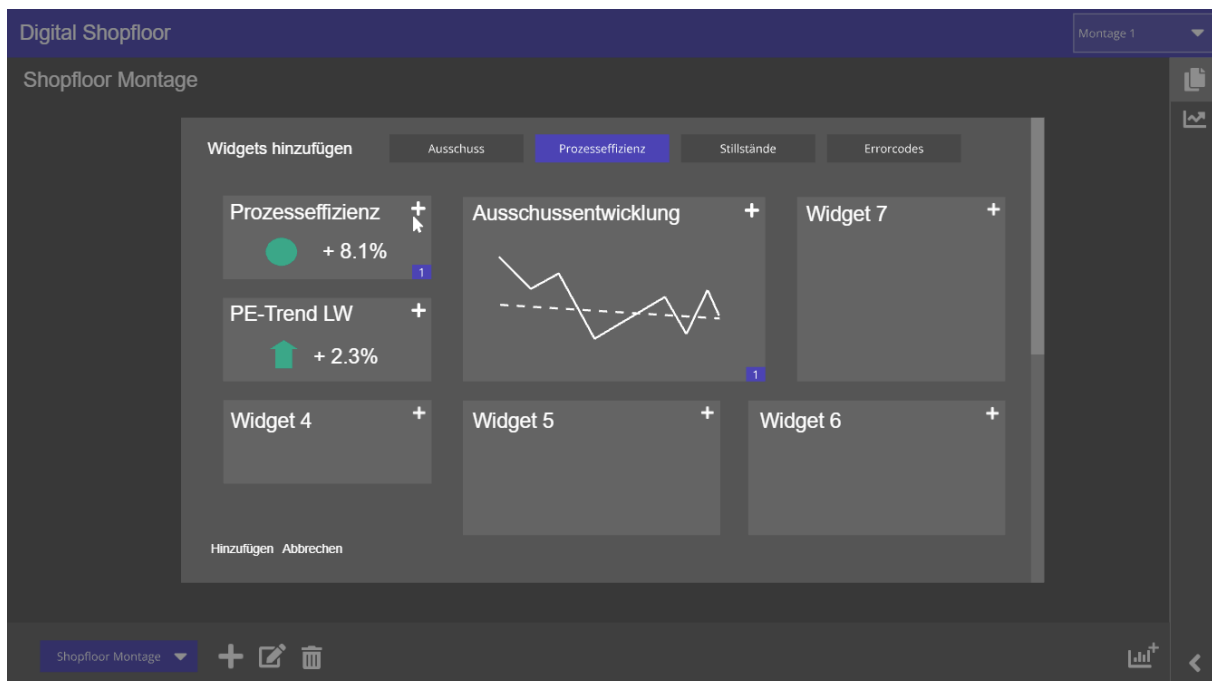 Digital Shopfloor
Montage 1
Shopfloor Montage
Widgets hinzufügen
Ausschuss
Prozesseffizienz
Stillstände
Errorcodes
Prozesseffizienz
+ 8.1%
1
Ausschussentwicklung
1
Widget 7
PE-Trend LW
+ 2.3%
Widget 4
Widget 5
Widget 6
Hinzufügen Abbrechen
Shopfloor Montage